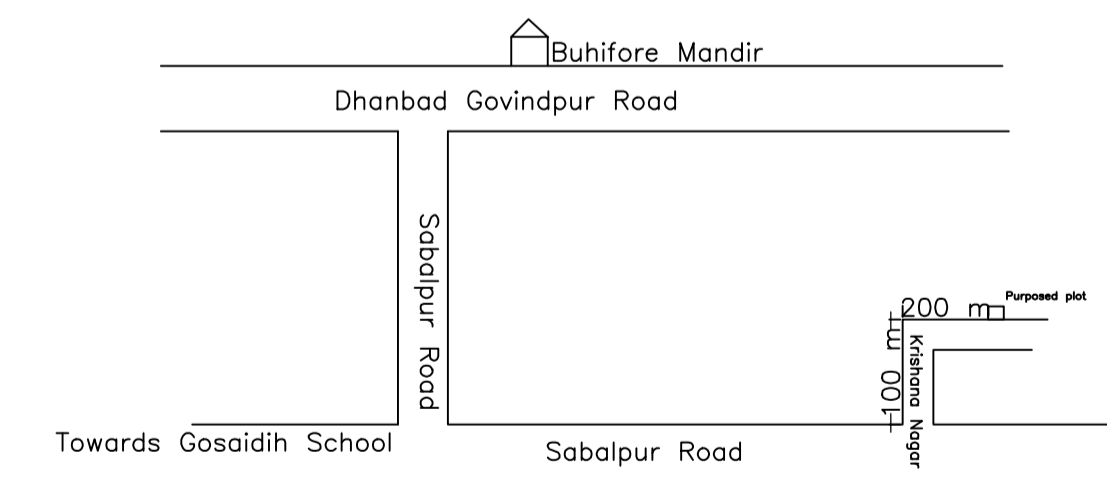 Buhifore Mandir
Dhanbad Govindpur Road
Sabalpur Road
Purposed plot
200 m
100 m
Krishana Nagar
Towards Gosaidih School
Sabalpur Road